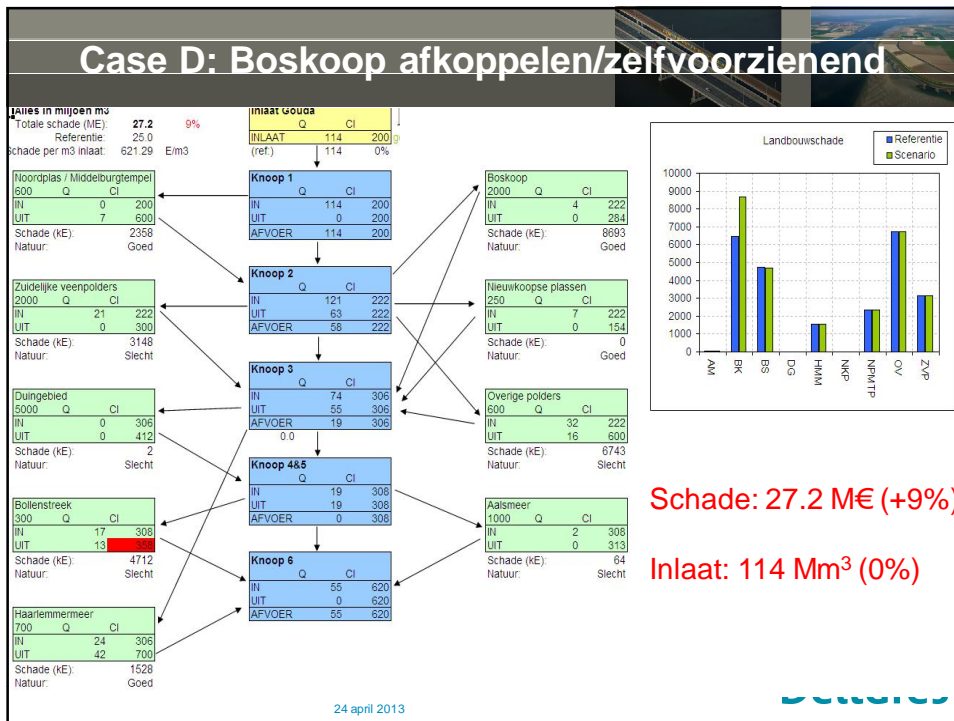 Case D: Boskoop afkoppelen/zelfvoorzienend
Alles in miljoen m3
Totale schade (ME): 27.2 9%
Referentie: 25.0
Schade per m3 inlaat: 621.29 E/m3
Inlaat Gouda
Q Cl
INLAAT 114 200
(ref.) 114 0%
Noordplas / Middelburgtempel
600 Q Cl
IN 0 200
UIT 7 600
Schade (kE): 2358
Natuur: Goed
Knoop 1
Q Cl
IN 114 200
UIT 0 200
AFVOER 114 200
Boskoop
2000 Q Cl
IN 4 222
UIT 0 284
Schade (kE): 8693
Natuur: Goed
Zuidelijke veenpolders
2000 Q Cl
IN 21 222
UIT 0 300
Schade (kE): 3148
Natuur: Slecht
Knoop 2
Q Cl
IN 121 222
UIT 63 222
AFVOER 58 222
Nieuwkoopse plassen
250 Q Cl
IN 7 222
UIT 0 154
Schade (kE): 0
Natuur: Goed
Duingebied
5000 Q Cl
IN 0 306
UIT 0 412
Schade (kE): 2
Natuur: Slecht
Knoop 3
Q Cl
IN 74 306
UIT 55 306
AFVOER 19 306
0.0
Overige polders
600 Q Cl
IN 32 222
UIT 16 600
Schade (kE): 6743
Natuur: Slecht
Bollenstreek
300 Q Cl
IN 17 308
UIT 13 358
Schade (kE): 4712
Natuur: Slecht
Knoop 4&5
Q Cl
IN 19 308
UIT 19 308
AFVOER 0 308
Aalsmeer
1000 Q Cl
IN 2 308
UIT 0 313
Schade (kE): 64
Natuur: Slecht
Haarlemmermeer
700 Q Cl
IN 24 306
UIT 42 700
Schade (kE): 1528
Natuur: Goed
Knoop 6
Q Cl
IN 55 620
UIT 0 620
AFVOER 55 620
Landbouwschade
Referentie
Scenario
10000
9000
8000
7000
6000
5000
4000
3000
2000
1000
0
AM BK BS DG HMM NKP NPMTP OV ZVP
Schade: 27.2 M€ (+9%)
Inlaat: 114 Mm³ (0%)
24 april 2013
Deltares